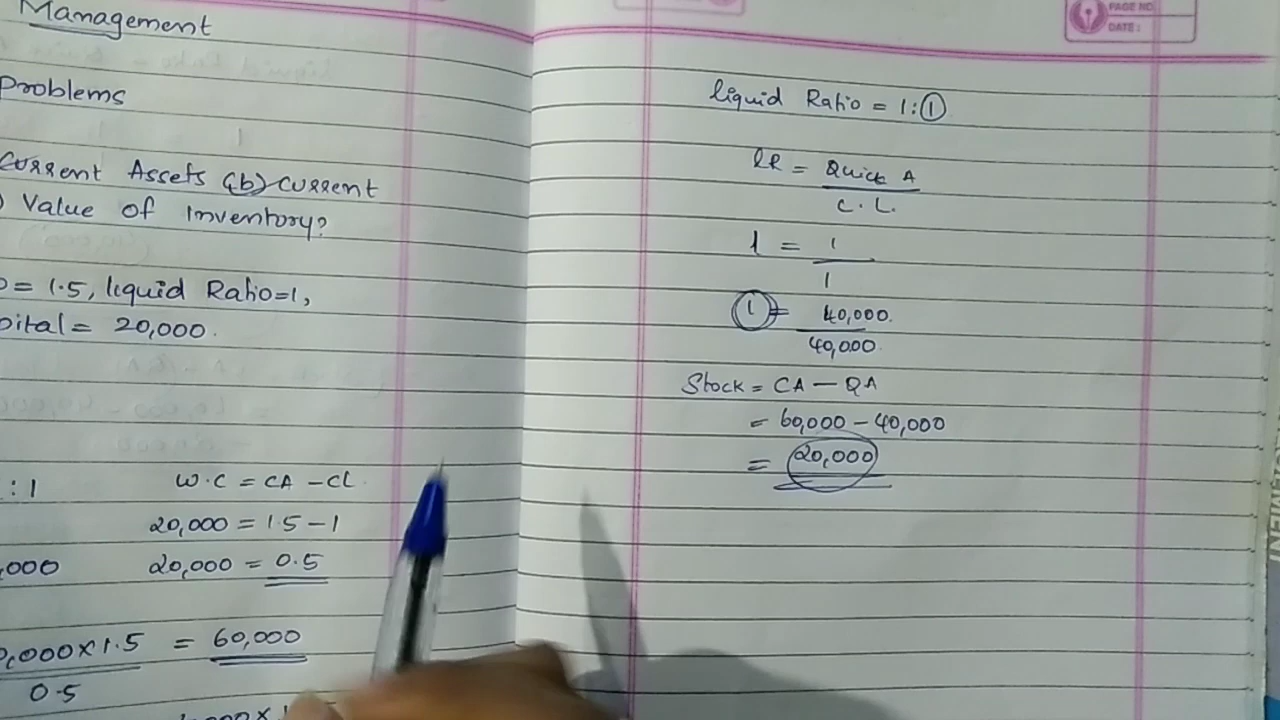 Management
Problems
Current Assets (b) Current
) Value of Inventory?
= 1.5, liquid Ratio=1,
pital = 20,000.
: 1
W.C = CA - CL
20,000 = 1.5 - 1
,000
20,000 = 0.5
,000 x 1.5 = 60,000
0.5
PAGE NO
DATE:
liquid Ratio = 1:1
LR = Quick A
C.L.
1 = 1
1
1 = 40,000.
40,000.
Stock = CA - QA
= 60,000 - 40,000
= 20,000